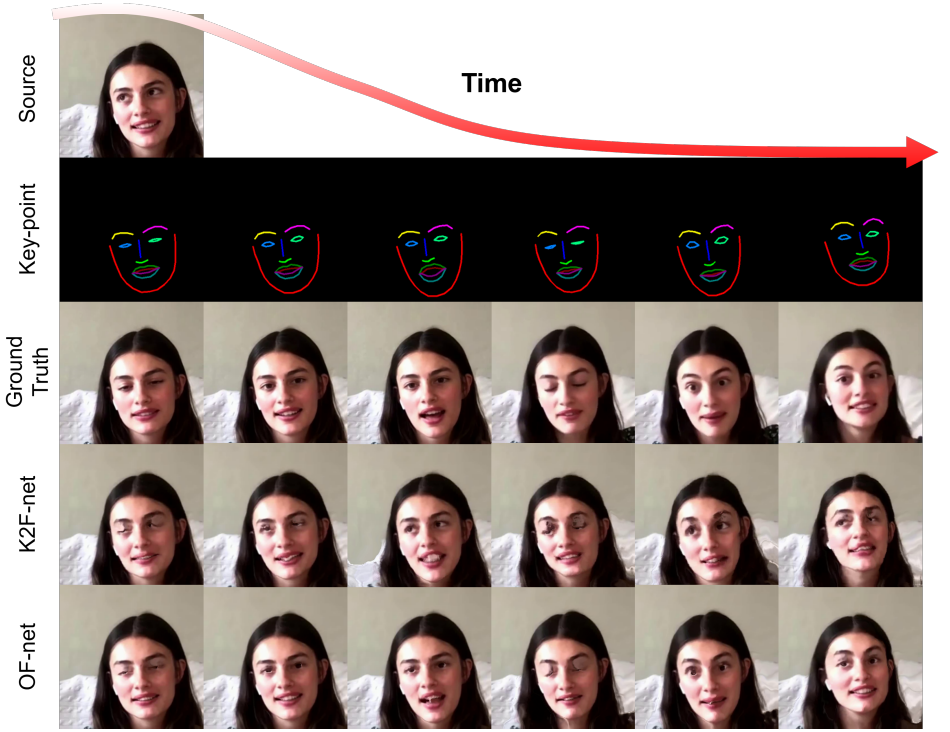 Time
Source
Key-point
Ground
Truth
K2F-net
OF-net